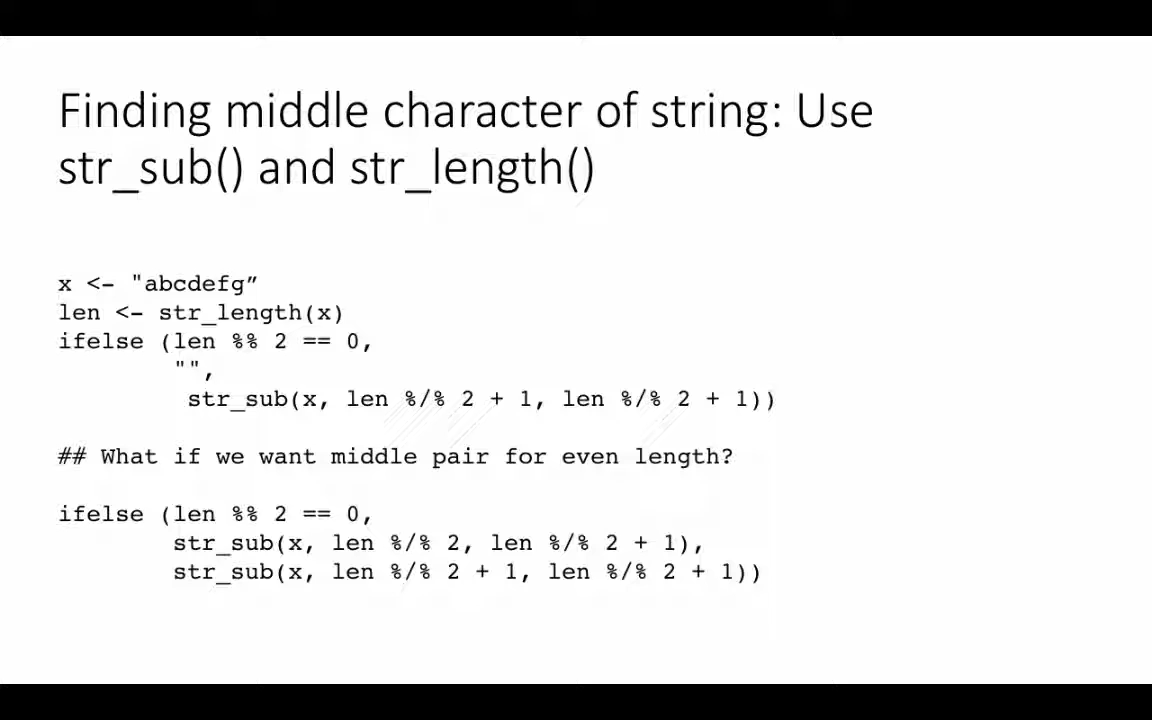 Finding middle character of string: Use
str_sub() and str_length()
x <- "abcdefg”
len <- str_length(x)
ifelse (len %% 2 == 0,
"",
str_sub(x, len %/% 2 + 1, len %/% 2 + 1))
## What if we want middle pair for even length?
ifelse (len %% 2 == 0,
str_sub(x, len %/% 2, len %/% 2 + 1),
str_sub(x, len %/% 2 + 1, len %/% 2 + 1))